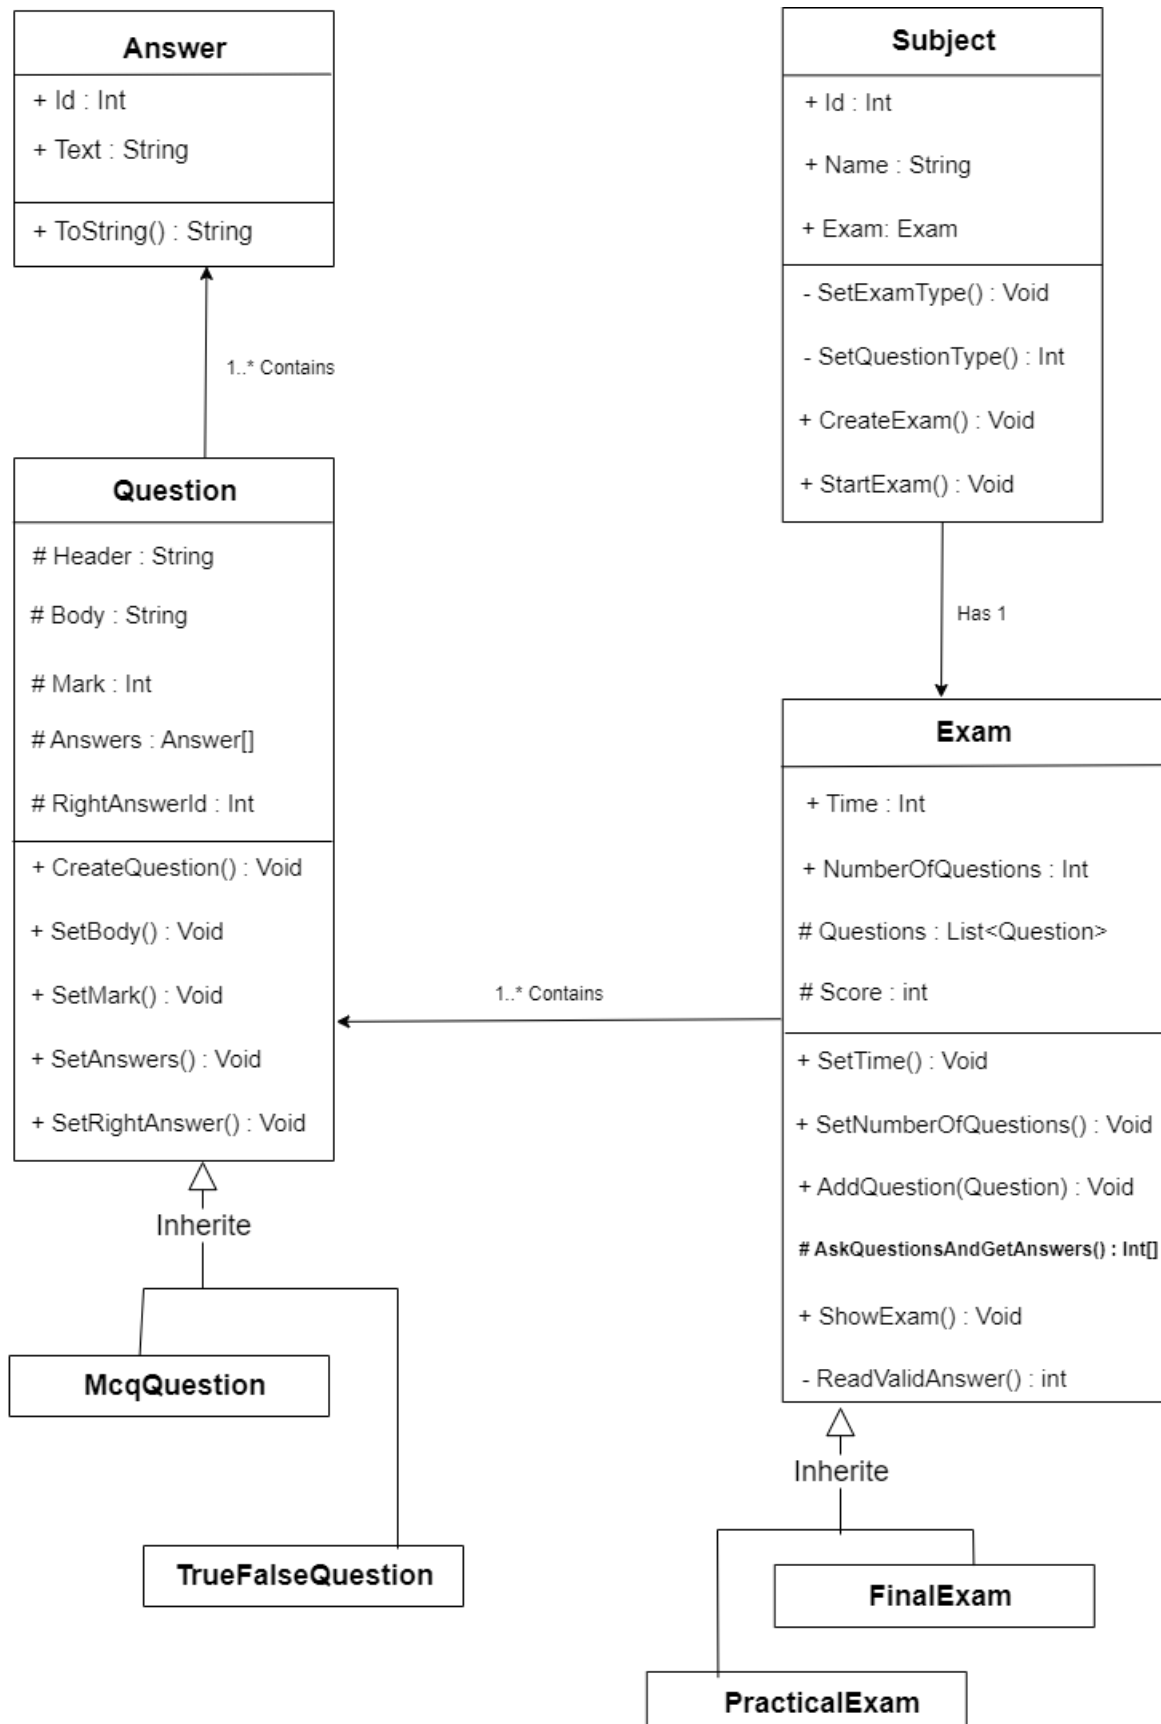 Answer
+ Id : Int
+ Text : String
+ ToString() : String
1..* Contains
Question
# Header : String
# Body : String
# Mark : Int
# Answers : Answer[]
# RightAnswerId : Int
+ CreateQuestion() : Void
+ SetBody() : Void
+ SetMark() : Void
+ SetAnswers() : Void
+ SetRightAnswer() : Void
Inherite
McqQuestion
TrueFalseQuestion
Subject
+ Id : Int
+ Name : String
+ Exam: Exam
- SetExamType() : Void
- SetQuestionType() : Int
+ CreateExam() : Void
+ StartExam() : Void
Has 1
1..* Contains
Exam
+ Time : Int
+ NumberOfQuestions : Int
# Questions : List<Question>
# Score : int
+ SetTime() : Void
+ SetNumberOfQuestions() : Void
+ AddQuestion(Question) : Void
# AskQuestionsAndGetAnswers() : Int[]
+ ShowExam() : Void
- ReadValidAnswer() : int
Inherite
FinalExam
PracticalExam